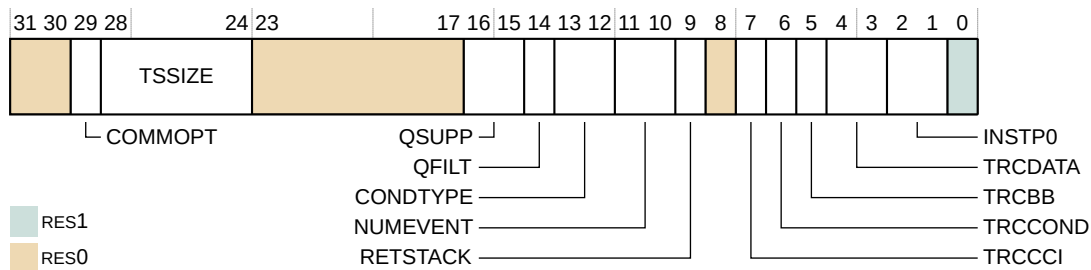 31 30 29 28 24 23 17 16 15 14 13 12 11 10 9 8 7 6 5 4 3 2 1 0
TSSIZE
COMMOPT QSUPP INSTP0
QFILT TRCDATA
CONDTYPE TRCBB
RES1 NUMEVENT TRCCOND
RES0 RETSTACK TRCCCI